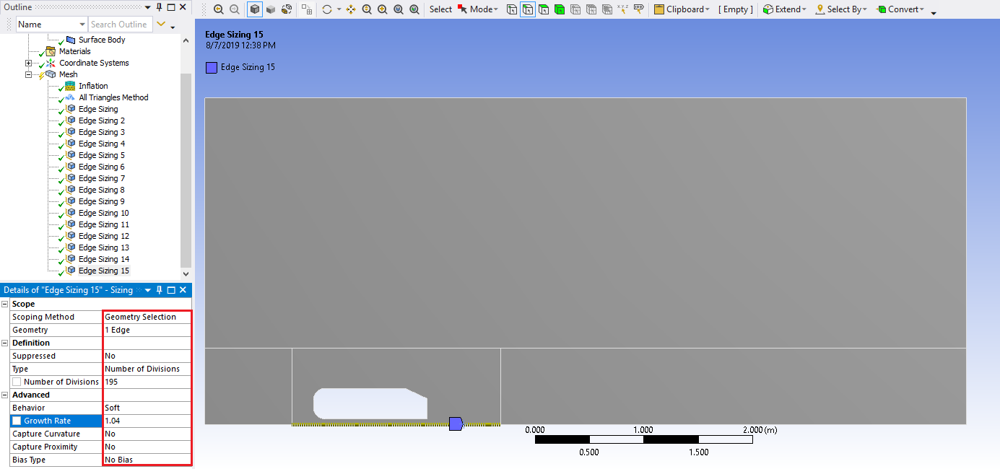 Outline
Select Mode Clipboard [ Empty ] Extend Select By Convert
Name Search Outline
Surface Body
Materials
Coordinate Systems
Mesh
Inflation
All Triangles Method
Edge Sizing
Edge Sizing 2
Edge Sizing 3
Edge Sizing 4
Edge Sizing 5
Edge Sizing 6
Edge Sizing 7
Edge Sizing 8
Edge Sizing 9
Edge Sizing 10
Edge Sizing 11
Edge Sizing 12
Edge Sizing 13
Edge Sizing 14
Edge Sizing 15
Details of "Edge Sizing 15" - Sizing
Scope
Scoping Method Geometry Selection
Geometry 1 Edge
Definition
Suppressed No
Type Number of Divisions
Number of Divisions 195
Advanced
Behavior Soft
Growth Rate 1.04
Capture Curvature No
Capture Proximity No
Bias Type No Bias
Edge Sizing 15
8/7/2019 12:38 PM
Edge Sizing 15
0.000 1.000 2.000 (m)
0.500 1.500